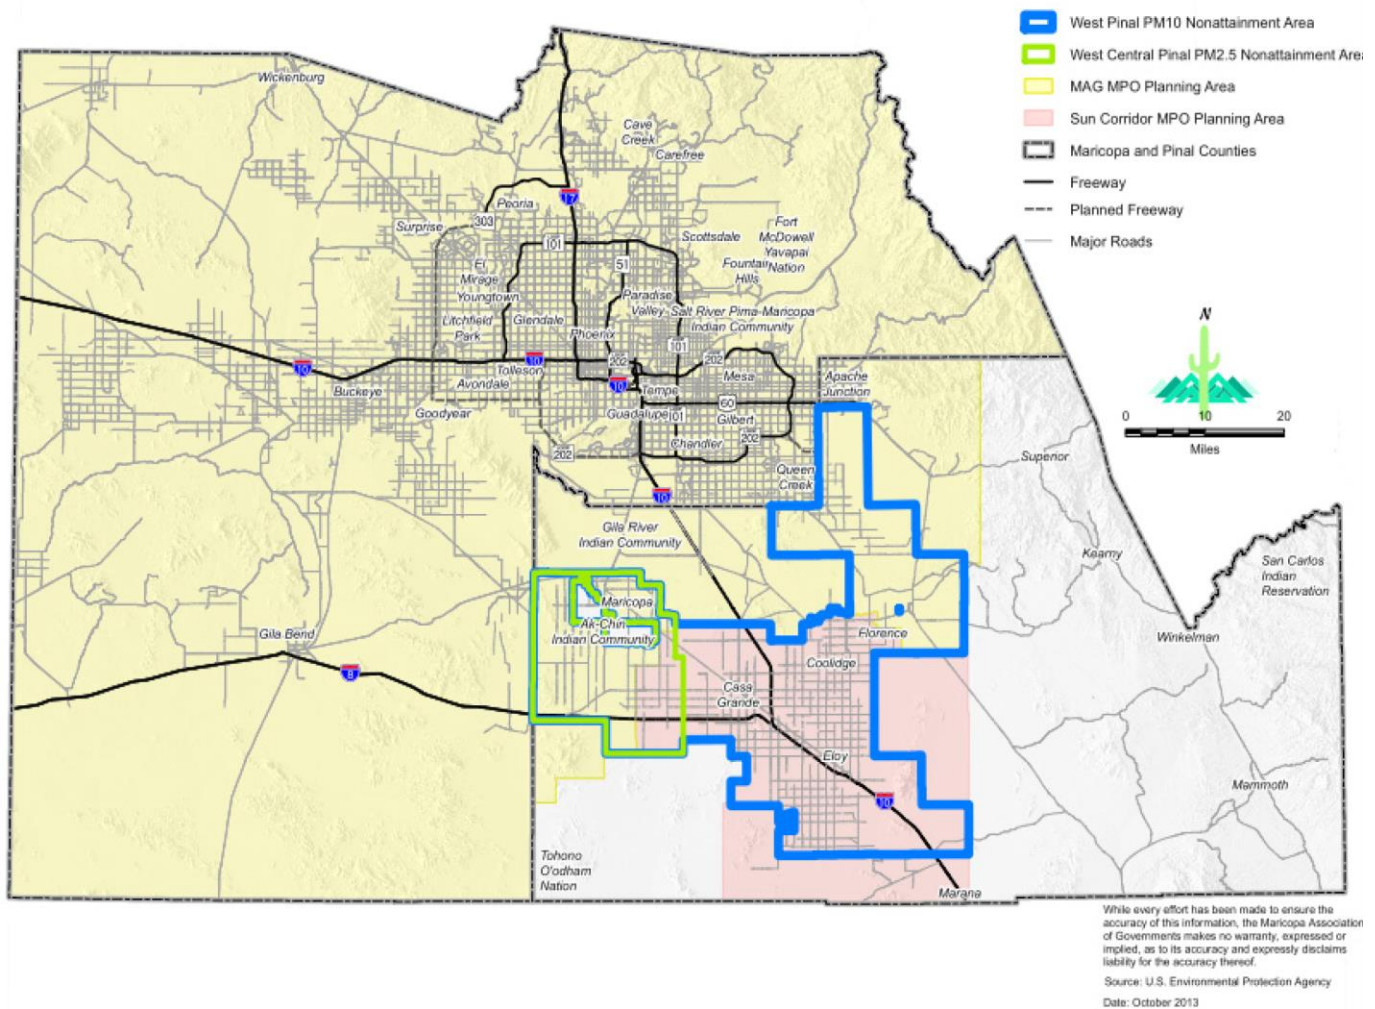 West Pinal PM10 Nonattainment Area
West Central Pinal PM2.5 Nonattainment Area
MAG MPO Planning Area
Sun Corridor MPO Planning Area
Maricopa and Pinal Counties
Freeway
Planned Freeway
Major Roads
N
0 10 20
Miles
Wickenburg
Cave
Creek
Carefree
17
Peoria
303
Surprise
101
51
Scottsdale
Fort
McDowell
Yavapai
Nation
Fountain
Hills
El
Mirage
Youngtown
Paradise
Valley
Salt River Pima-Maricopa
Indian Community
Litchfield
Park
Glendale
Phoenix
101
10
10
202
202
Tolleson
Buckeye
Avondale
10
Tempe
Mesa
Apache
Junction
Goodyear
Guadalupe
101
60
Gilbert
202
Chandler
202
Queen
Creek
Superior
10
Gila River
Indian Community
Kearny
San Carlos
Indian
Reservation
Maricopa
Ak-Chin
Indian Community
Gila Bend
Florence
Winkelman
8
Coolidge
Casa
Grande
Eloy
10
Mammoth
Tohono
O'odham
Nation
Marana
While every effort has been made to ensure the
accuracy of this information, the Maricopa Association
of Governments makes no warranty, expressed or
implied, as to its accuracy and expressly disclaims
liability for the accuracy thereof.
Source: U.S. Environmental Protection Agency
Date: October 2013